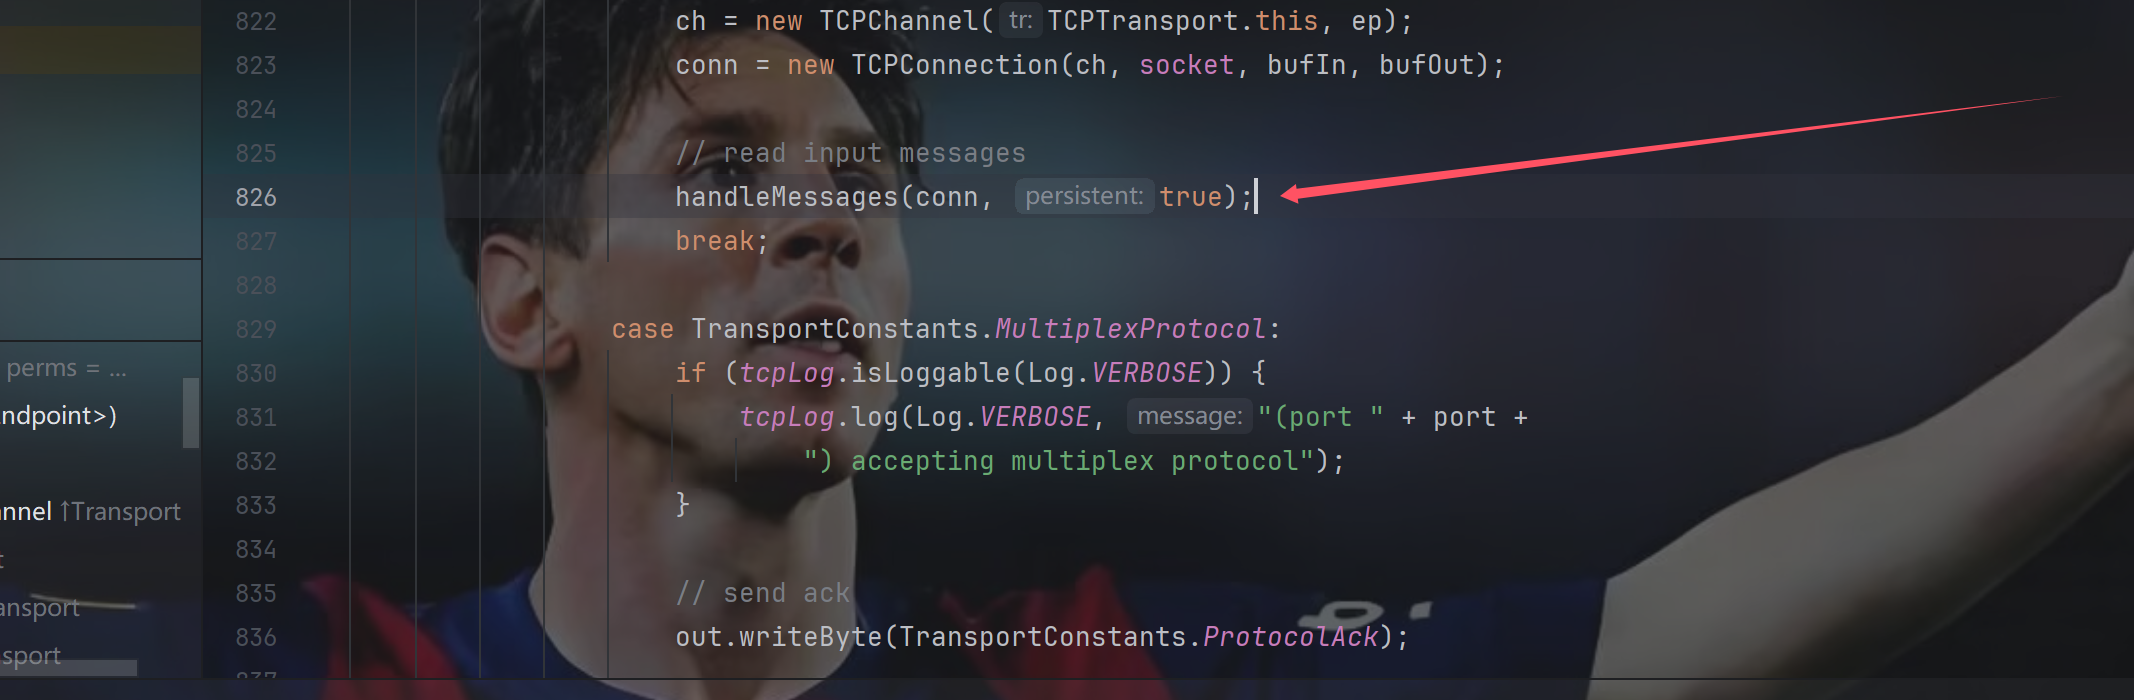 822 ch = new TCPChannel( tr: TCPTransport.this, ep);
823 conn = new TCPConnection(ch, socket, bufIn, bufOut);
824
825 // read input messages
826 handleMessages(conn, persistent: true);
827 break;
828
829 case TransportConstants.MultiplexProtocol:
830 if (tcpLog.isLoggable(Log.VERBOSE)) {
831 tcpLog.log(Log.VERBOSE, message: "(port " + port +
832 ") accepting multiplex protocol");
833 }
834
835 // send ack
836 out.writeByte(TransportConstants.ProtocolAck);
837
perms = ...
ndpoint>)
annel ↑Transport
t
ansport
sport